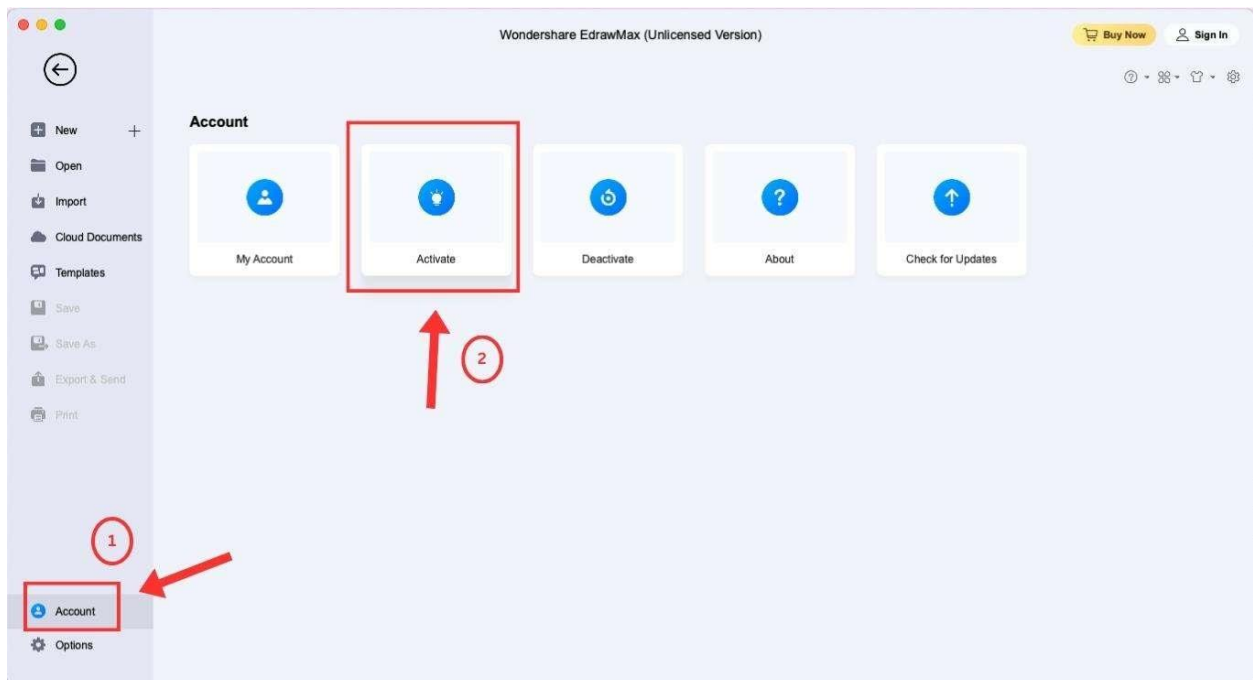 Wondershare EdrawMax (Unlicensed Version)
Buy Now
Sign In
New
Open
Import
Cloud Documents
Templates
Save
Save As
Export & Send
Print
Account
Options
Account
My Account
Activate
Deactivate
About
Check for Updates
1
2